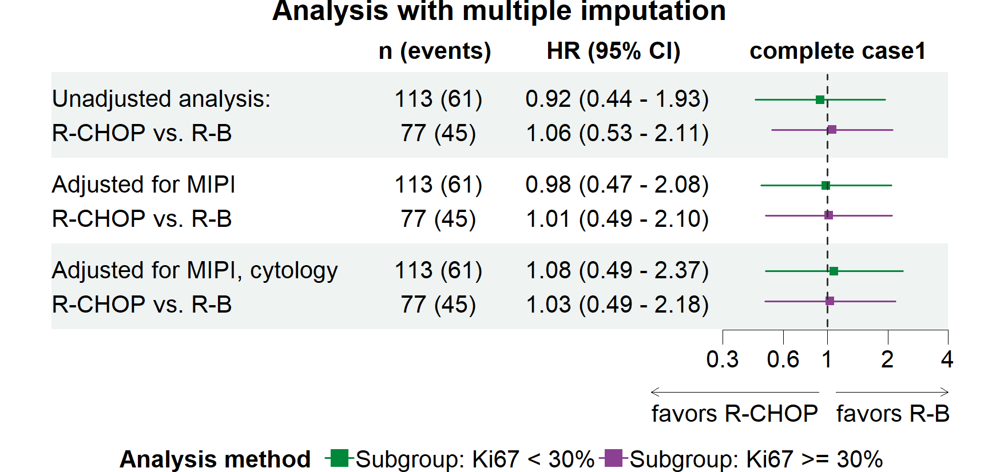 Analysis with multiple imputation
n (events) HR (95% CI) complete case1
Unadjusted analysis: 113 (61) 0.92 (0.44 - 1.93)
R-CHOP vs. R-B 77 (45) 1.06 (0.53 - 2.11)
Adjusted for MIPI 113 (61) 0.98 (0.47 - 2.08)
R-CHOP vs. R-B 77 (45) 1.01 (0.49 - 2.10)
Adjusted for MIPI, cytology 113 (61) 1.08 (0.49 - 2.37)
R-CHOP vs. R-B 77 (45) 1.03 (0.49 - 2.18)
0.3 0.6 1 2 4
favors R-CHOP favors R-B
Analysis method Subgroup: Ki67 < 30% Subgroup: Ki67 >= 30%